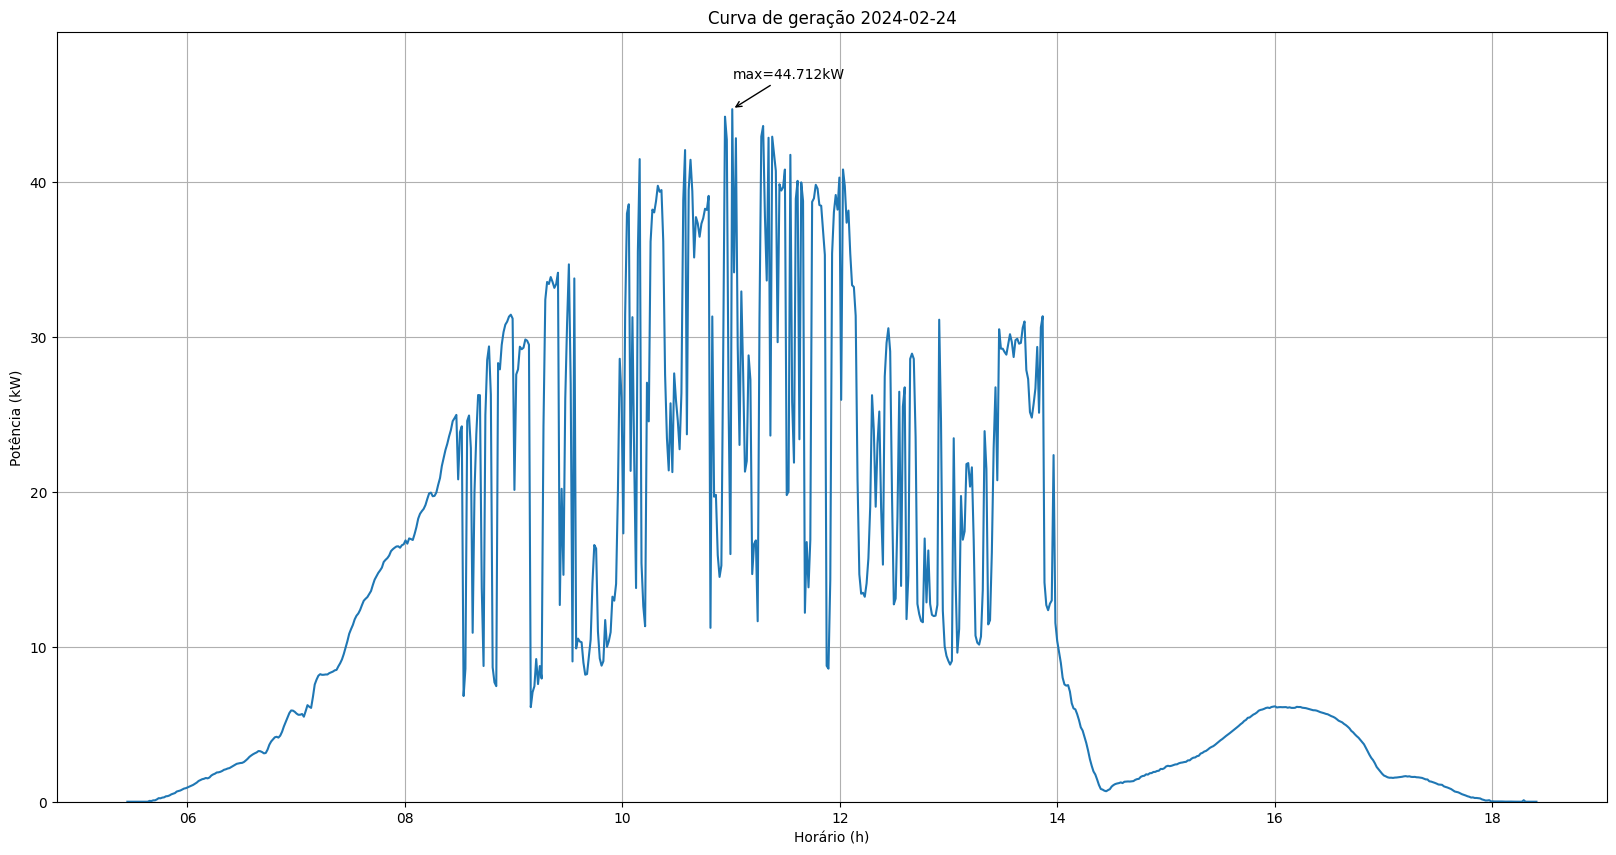 Curva de geração 2024-02-24
max=44.712kW
Potência (kW)
40
30
20
10
0
06 08 10 12 14 16 18
Horário (h)